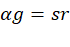 αg = sr